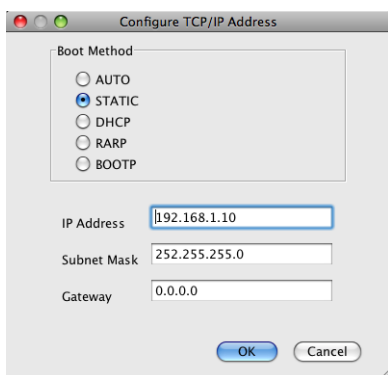 Configure TCP/IP Address
Boot Method
AUTO
STATIC
DHCP
RARP
BOOTP
IP Address 192.168.1.10
Subnet Mask 252.255.255.0
Gateway 0.0.0.0
OK Cancel